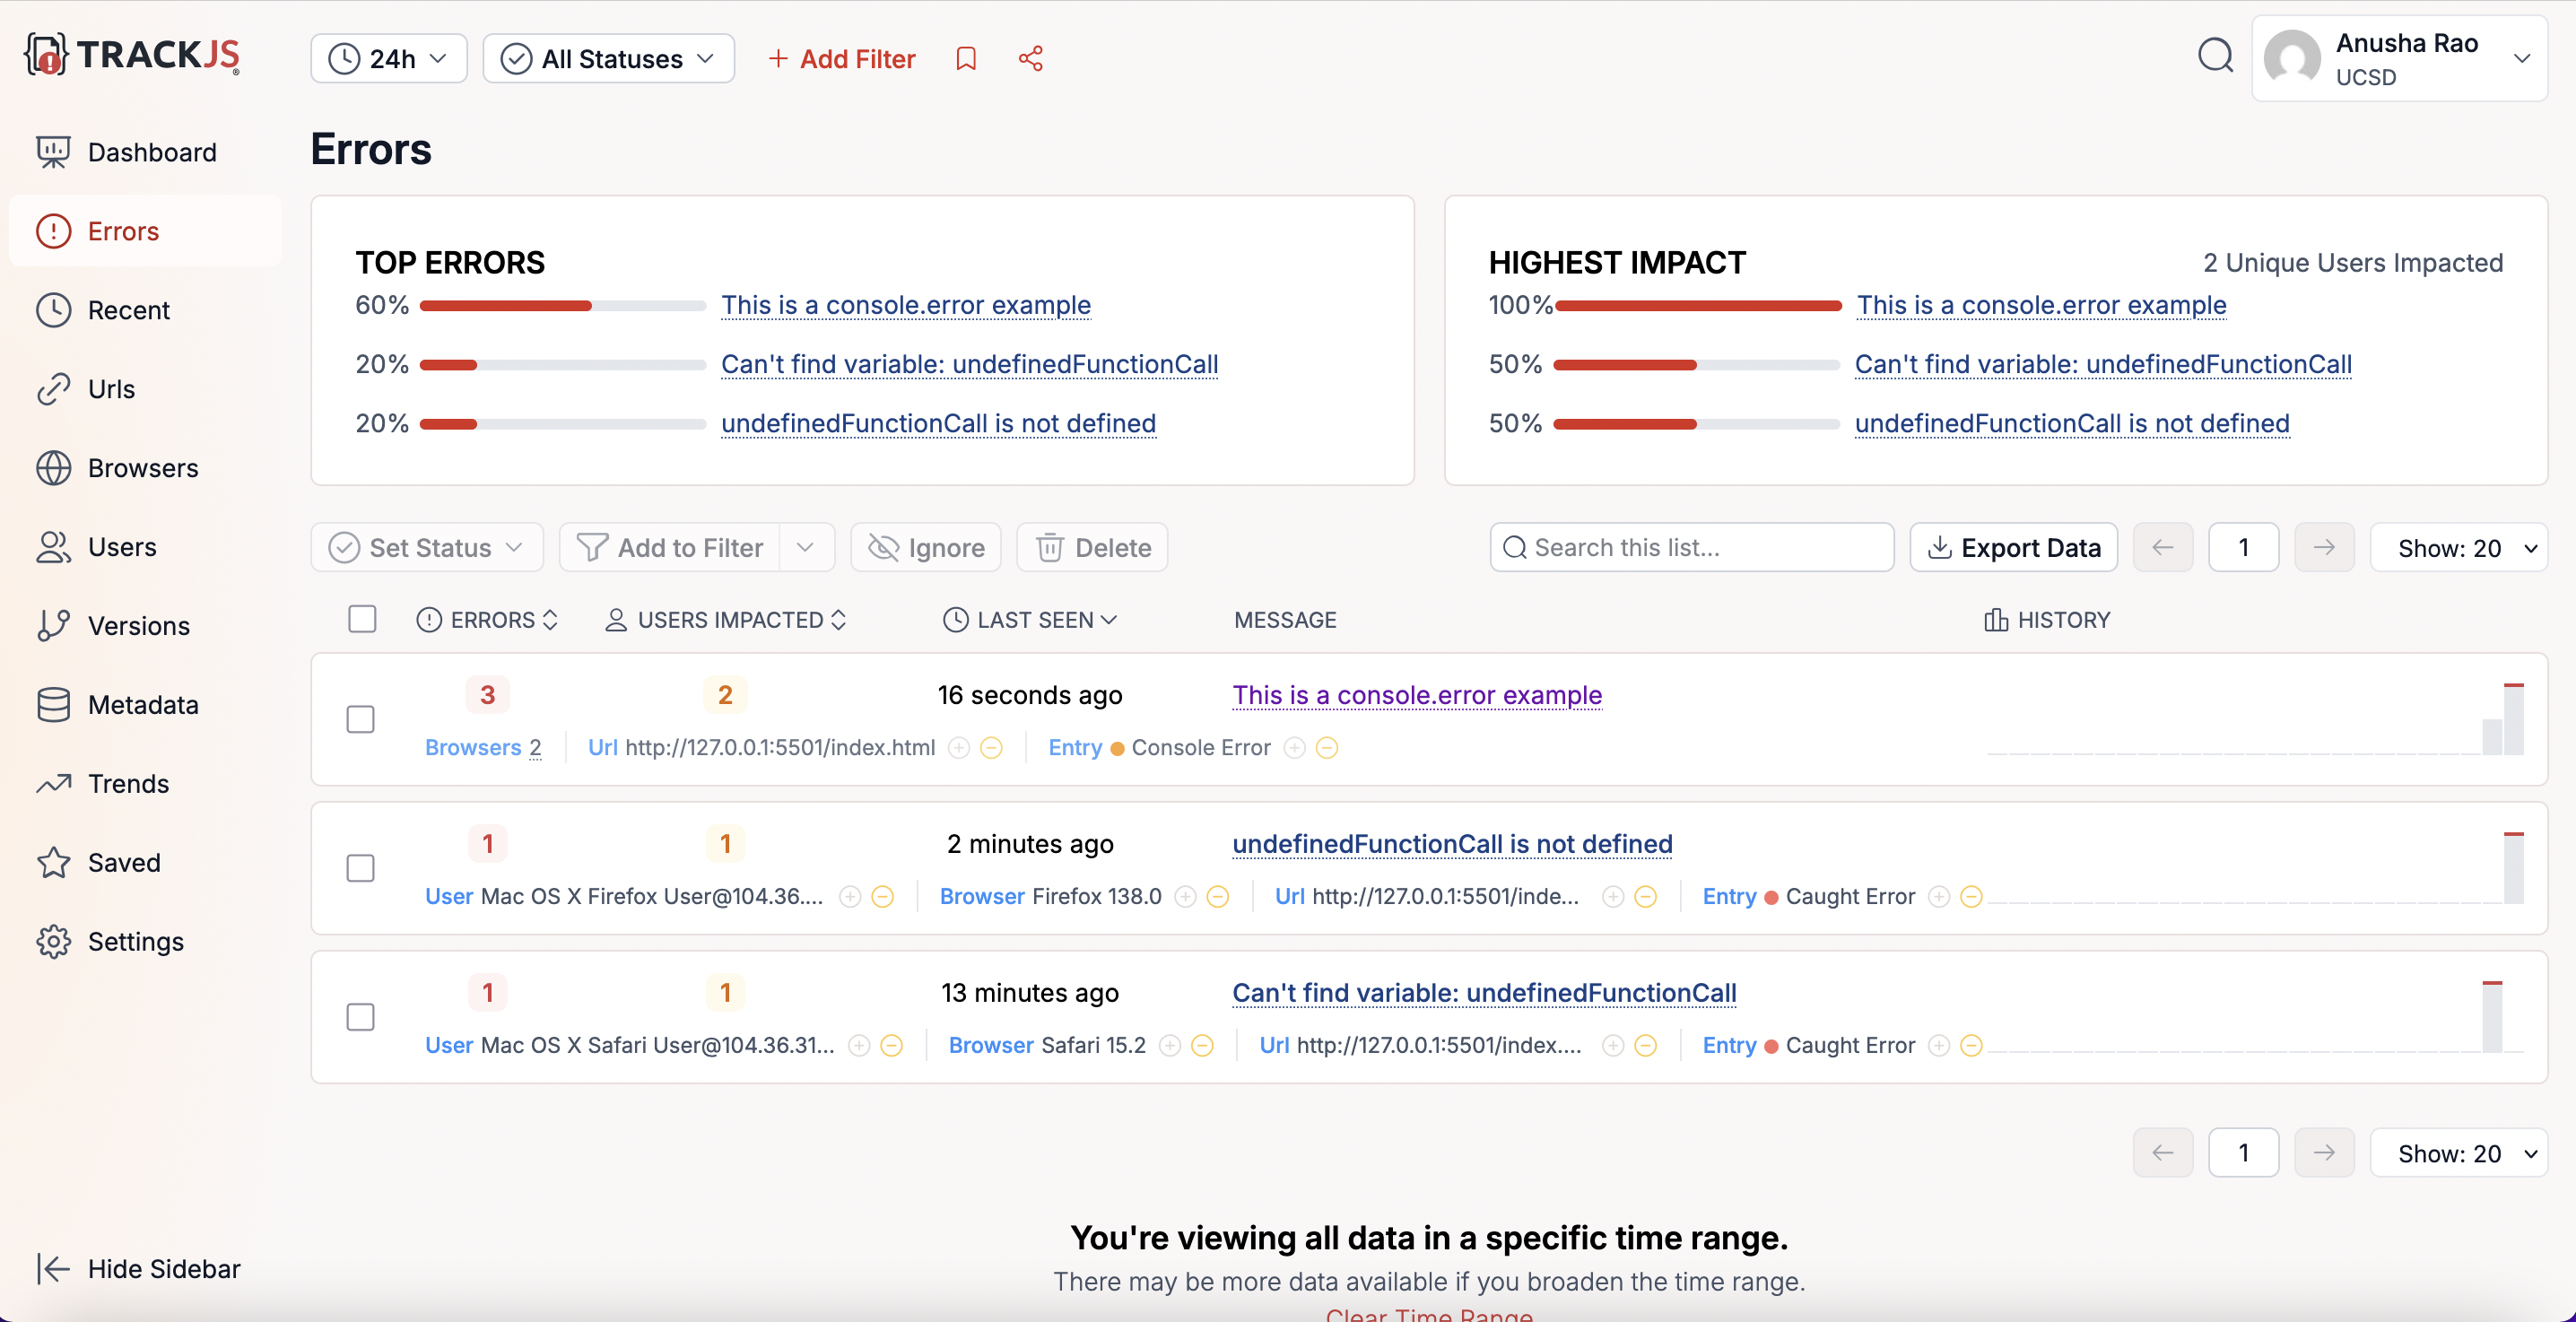 TRACKJS
24h
All Statuses
+ Add Filter
Anusha Rao
UCSD
Dashboard
Errors
Recent
Urls
Browsers
Users
Versions
Metadata
Trends
Saved
Settings
Hide Sidebar
Errors
TOP ERRORS
60% This is a console.error example
20% Can't find variable: undefinedFunctionCall
20% undefinedFunctionCall is not defined
HIGHEST IMPACT
2 Unique Users Impacted
100% This is a console.error example
50% Can't find variable: undefinedFunctionCall
50% undefinedFunctionCall is not defined
Set Status
Add to Filter
Ignore
Delete
Search this list...
Export Data
1
Show: 20
ERRORS USERS IMPACTED LAST SEEN MESSAGE HISTORY
3 2 16 seconds ago This is a console.error example
Browsers 2 Url http://127.0.0.1:5501/index.html Entry Console Error
1 1 2 minutes ago undefinedFunctionCall is not defined
User Mac OS X Firefox User@104.36.... Browser Firefox 138.0 Url http://127.0.0.1:5501/inde... Entry Caught Error
1 1 13 minutes ago Can't find variable: undefinedFunctionCall
User Mac OS X Safari User@104.36.31... Browser Safari 15.2 Url http://127.0.0.1:5501/index.... Entry Caught Error
1
Show: 20
You're viewing all data in a specific time range.
There may be more data available if you broaden the time range.
Clear Time Range